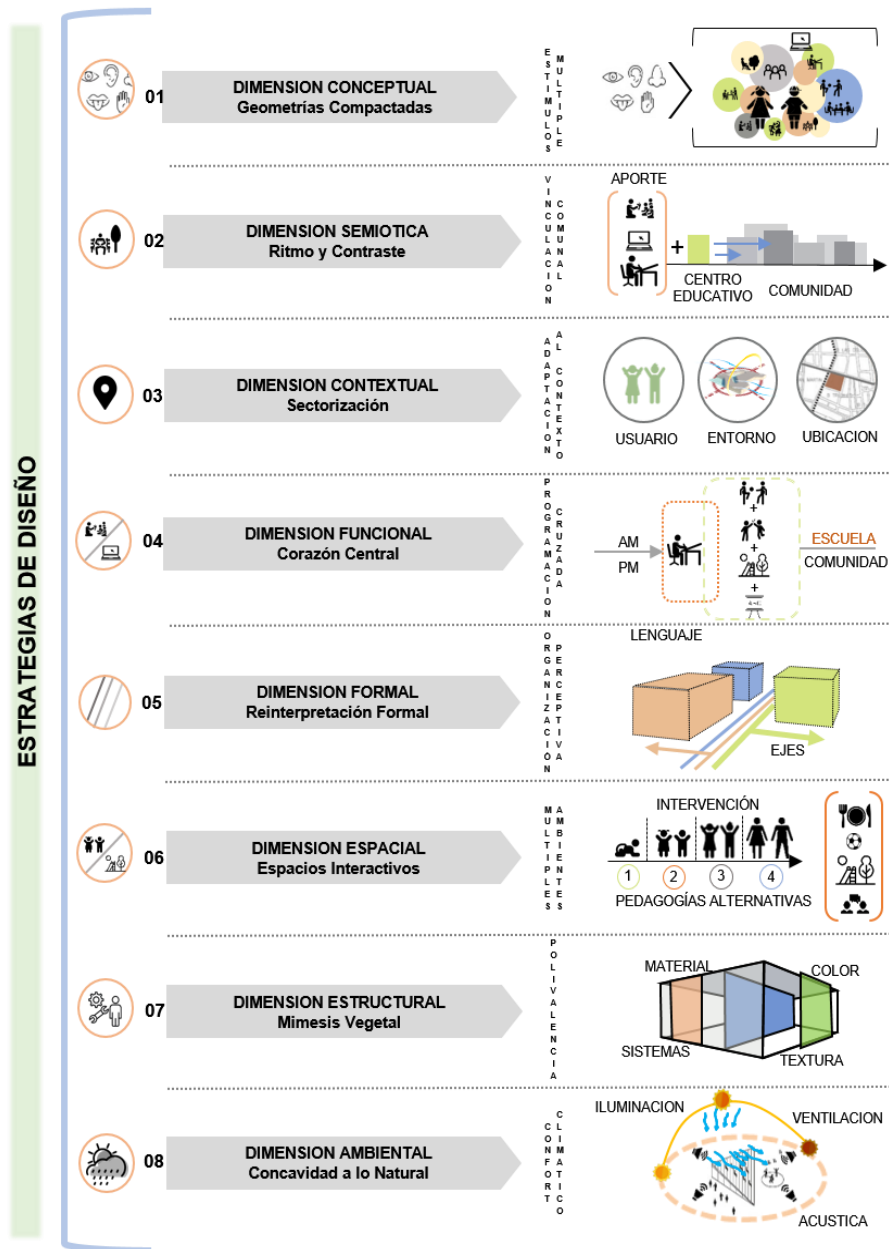 ESTRATEGIAS DE DISEÑO
01
DIMENSION CONCEPTUAL
Geometrías Compactadas
ESTIMULOS
MULTIPLE
02
DIMENSION SEMIOTICA
Ritmo y Contraste
VINCULACION
COMUNAL
APORTE
+
CENTRO
EDUCATIVO
COMUNIDAD
03
DIMENSION CONTEXTUAL
Sectorización
ADAPTACION
AL CONTEXTO
USUARIO
ENTORNO
UBICACION
04
DIMENSION FUNCIONAL
Corazón Central
PROGRAMACION
CRUZADA
AM
PM
+
+
+
ESCUELA
COMUNIDAD
05
DIMENSION FORMAL
Reinterpretación Formal
ORGANIZACIÓN
PERCEPTIVA
LENGUAJE
EJES
06
DIMENSION ESPACIAL
Espacios Interactivos
MULTIPLES
AMBIENTES
INTERVENCIÓN
1 2 3 4
PEDAGOGÍAS ALTERNATIVAS
07
DIMENSION ESTRUCTURAL
Mimesis Vegetal
POLIVALENCIA
MATERIAL
COLOR
SISTEMAS
TEXTURA
08
DIMENSION AMBIENTAL
Concavidad a lo Natural
CONFORT
CLIMATICO
ILUMINACION
VENTILACION
ACUSTICA